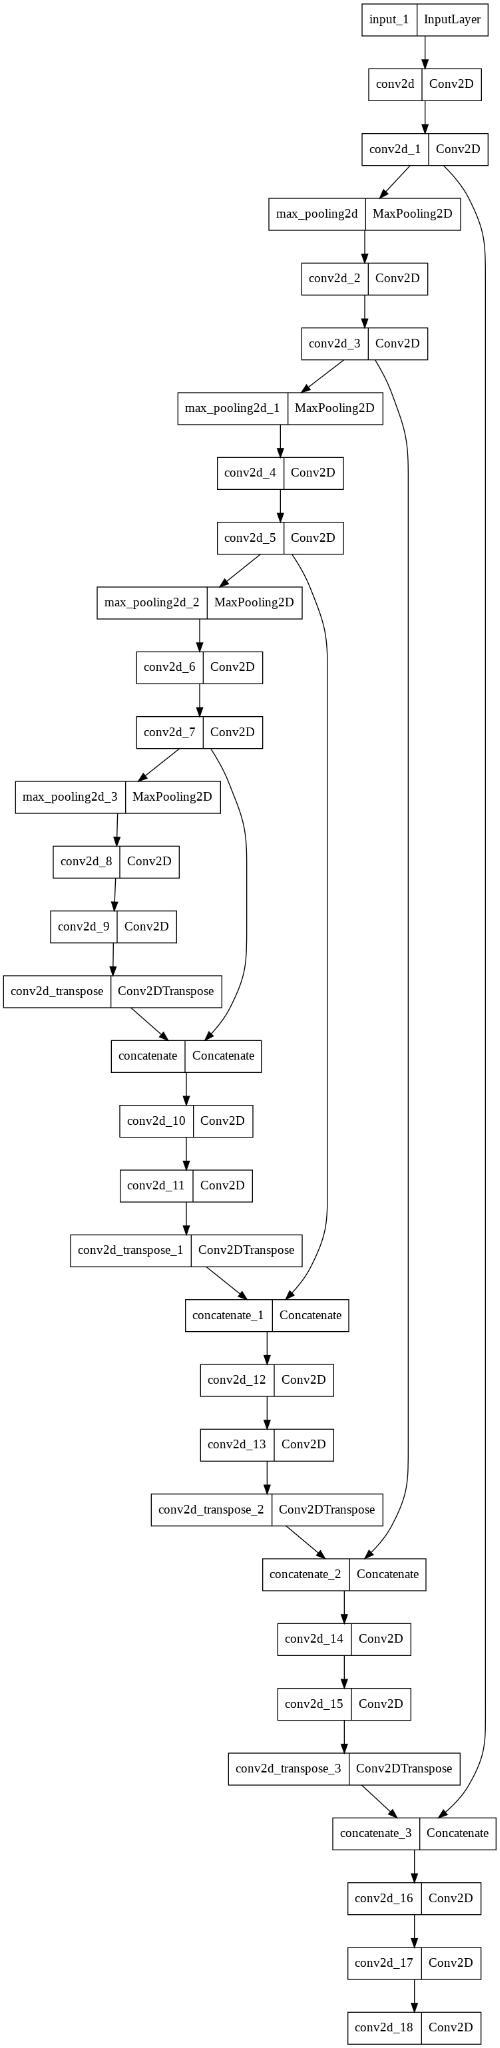 input_1 InputLayer
conv2d Conv2D
conv2d_1 Conv2D
max_pooling2d MaxPooling2D
conv2d_2 Conv2D
conv2d_3 Conv2D
max_pooling2d_1 MaxPooling2D
conv2d_4 Conv2D
conv2d_5 Conv2D
max_pooling2d_2 MaxPooling2D
conv2d_6 Conv2D
conv2d_7 Conv2D
max_pooling2d_3 MaxPooling2D
conv2d_8 Conv2D
conv2d_9 Conv2D
conv2d_transpose Conv2DTranspose
concatenate Concatenate
conv2d_10 Conv2D
conv2d_11 Conv2D
conv2d_transpose_1 Conv2DTranspose
concatenate_1 Concatenate
conv2d_12 Conv2D
conv2d_13 Conv2D
conv2d_transpose_2 Conv2DTranspose
concatenate_2 Concatenate
conv2d_14 Conv2D
conv2d_15 Conv2D
conv2d_transpose_3 Conv2DTranspose
concatenate_3 Concatenate
conv2d_16 Conv2D
conv2d_17 Conv2D
conv2d_18 Conv2D